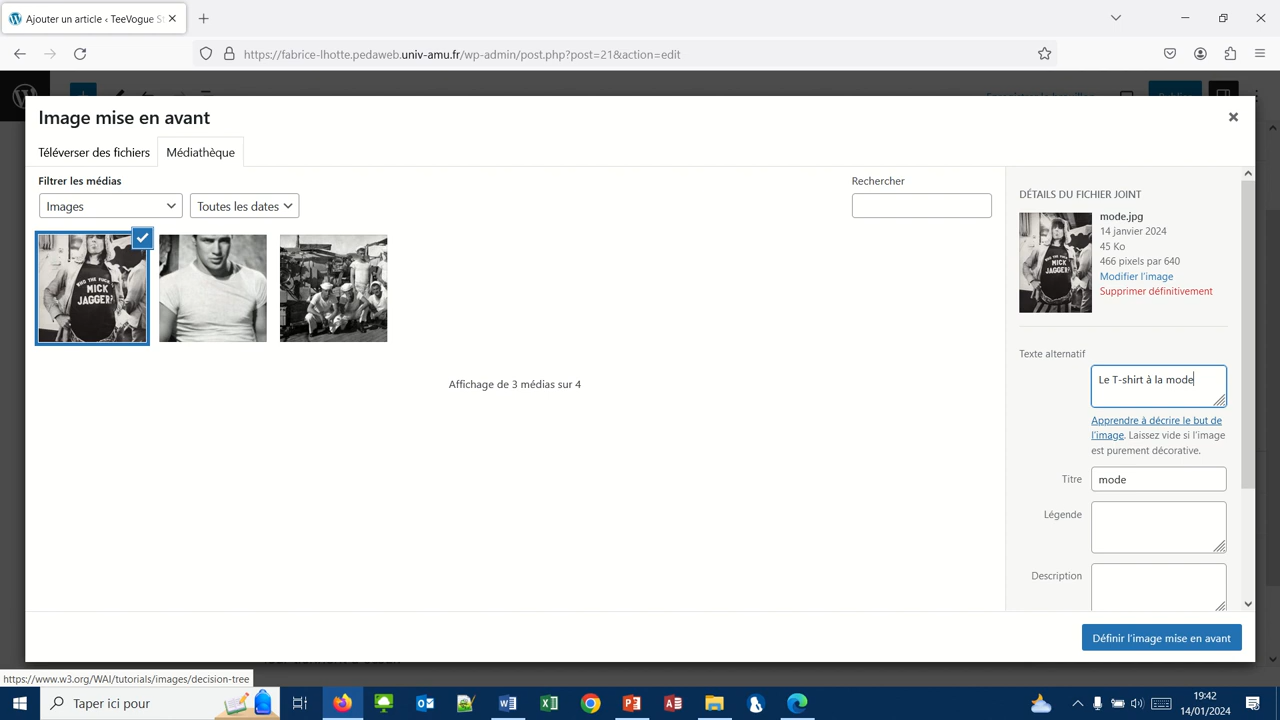 Ajouter un article ‹ TeeVogue S
https://fabrice-lhotte.pedaweb.univ-amu.fr/wp-admin/post.php?post=21&action=edit
Image mise en avant
Téléverser des fichiers
Médiathèque
Filtrer les médias
Rechercher
Images
Toutes les dates
WHO THE FUCK
MICK
JAGGER?
Affichage de 3 médias sur 4
DÉTAILS DU FICHIER JOINT
mode.jpg
14 janvier 2024
45 Ko
466 pixels par 640
Modifier l'image
Supprimer définitivement
Texte alternatif
Le T-shirt à la mode
Apprendre à décrire le but de
l'image. Laissez vide si l'image
est purement décorative.
Titre
mode
Légende
Description
Définir l'image mise en avant
https://www.w3.org/WAI/tutorials/images/decision-tree
Taper ici pour
19:42
14/01/2024